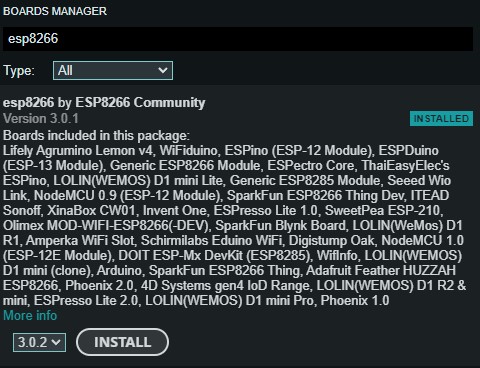 BOARDS MANAGER
esp8266
Type: All
esp8266 by ESP8266 Community
Version 3.0.1 INSTALLED
Boards included in this package:
Lifely Agrumino Lemon v4, WiFiduino, ESPino (ESP-12 Module), ESPDuino
(ESP-13 Module), Generic ESP8266 Module, ESPectro Core, ThaiEasyElec's
ESPino, LOLIN(WEMOS) D1 mini Lite, Generic ESP8285 Module, Seeed Wio
Link, NodeMCU 0.9 (ESP-12 Module), SparkFun ESP8266 Thing Dev, ITEAD
Sonoff, XinaBox CW01, Invent One, ESPresso Lite 1.0, SweetPea ESP-210,
Olimex MOD-WIFI-ESP8266(-DEV), SparkFun Blynk Board, LOLIN(WeMos) D1
R1, Amperka WiFi Slot, Schirmilabs Eduino WiFi, Digistump Oak, NodeMCU 1.0
(ESP-12E Module), DOIT ESP-Mx DevKit (ESP8285), WifInfo, LOLIN(WEMOS)
D1 mini (clone), Arduino, SparkFun ESP8266 Thing, Adafruit Feather HUZZAH
ESP8266, Phoenix 2.0, 4D Systems gen4 IoD Range, LOLIN(WEMOS) D1 R2 &
mini, ESPresso Lite 2.0, LOLIN(WEMOS) D1 mini Pro, Phoenix 1.0
More info
3.0.2 INSTALL